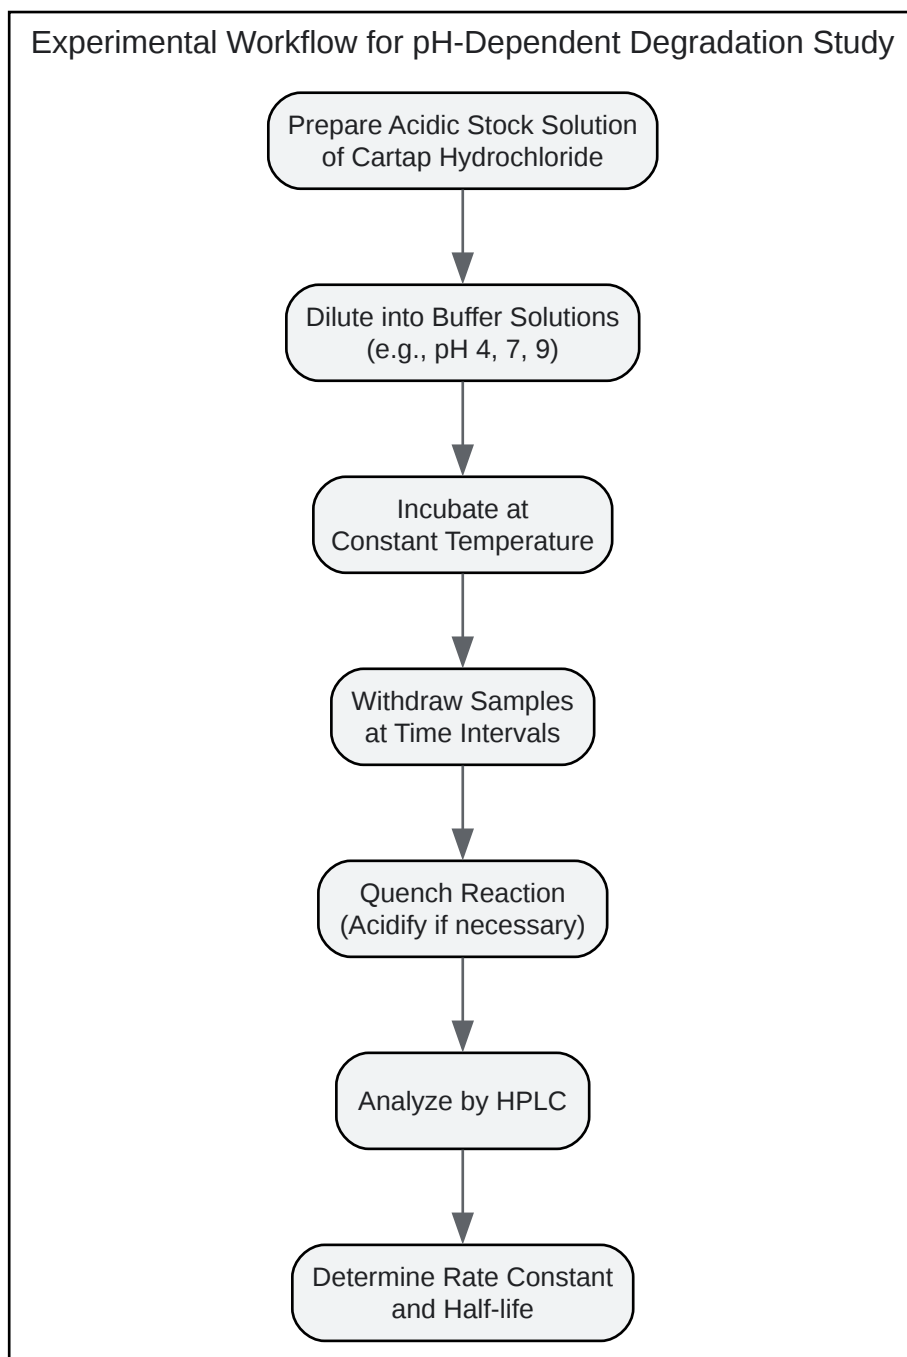 Experimental Workflow for pH-Dependent Degradation Study
Prepare Acidic Stock Solution
of Cartap Hydrochloride
Dilute into Buffer Solutions
(e.g., pH 4, 7, 9)
Incubate at
Constant Temperature
Withdraw Samples
at Time Intervals
Quench Reaction
(Acidify if necessary)
Analyze by HPLC
Determine Rate Constant
and Half-life